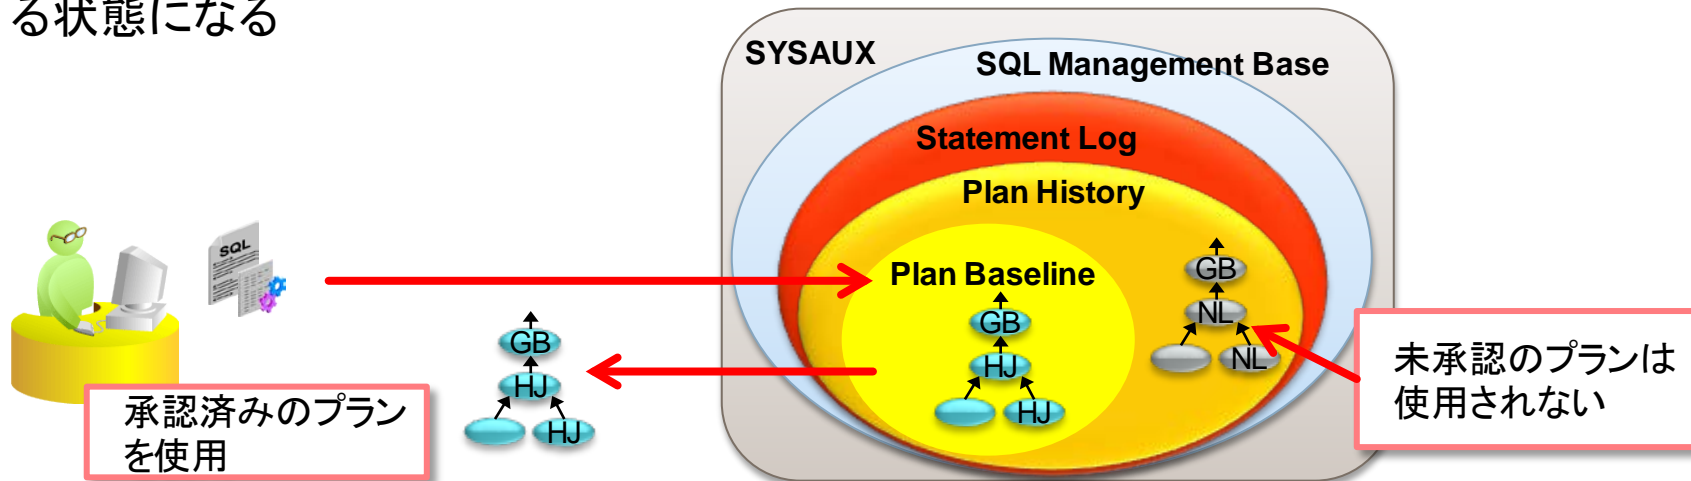 る状態になる
SYSAUX
SQL Management Base
Statement Log
Plan History
Plan Baseline
GB
HJ
HJ
GB
NL
NL
SQL
GB
HJ
HJ
承認済みのプラン
を使用
未承認のプランは
使用されない